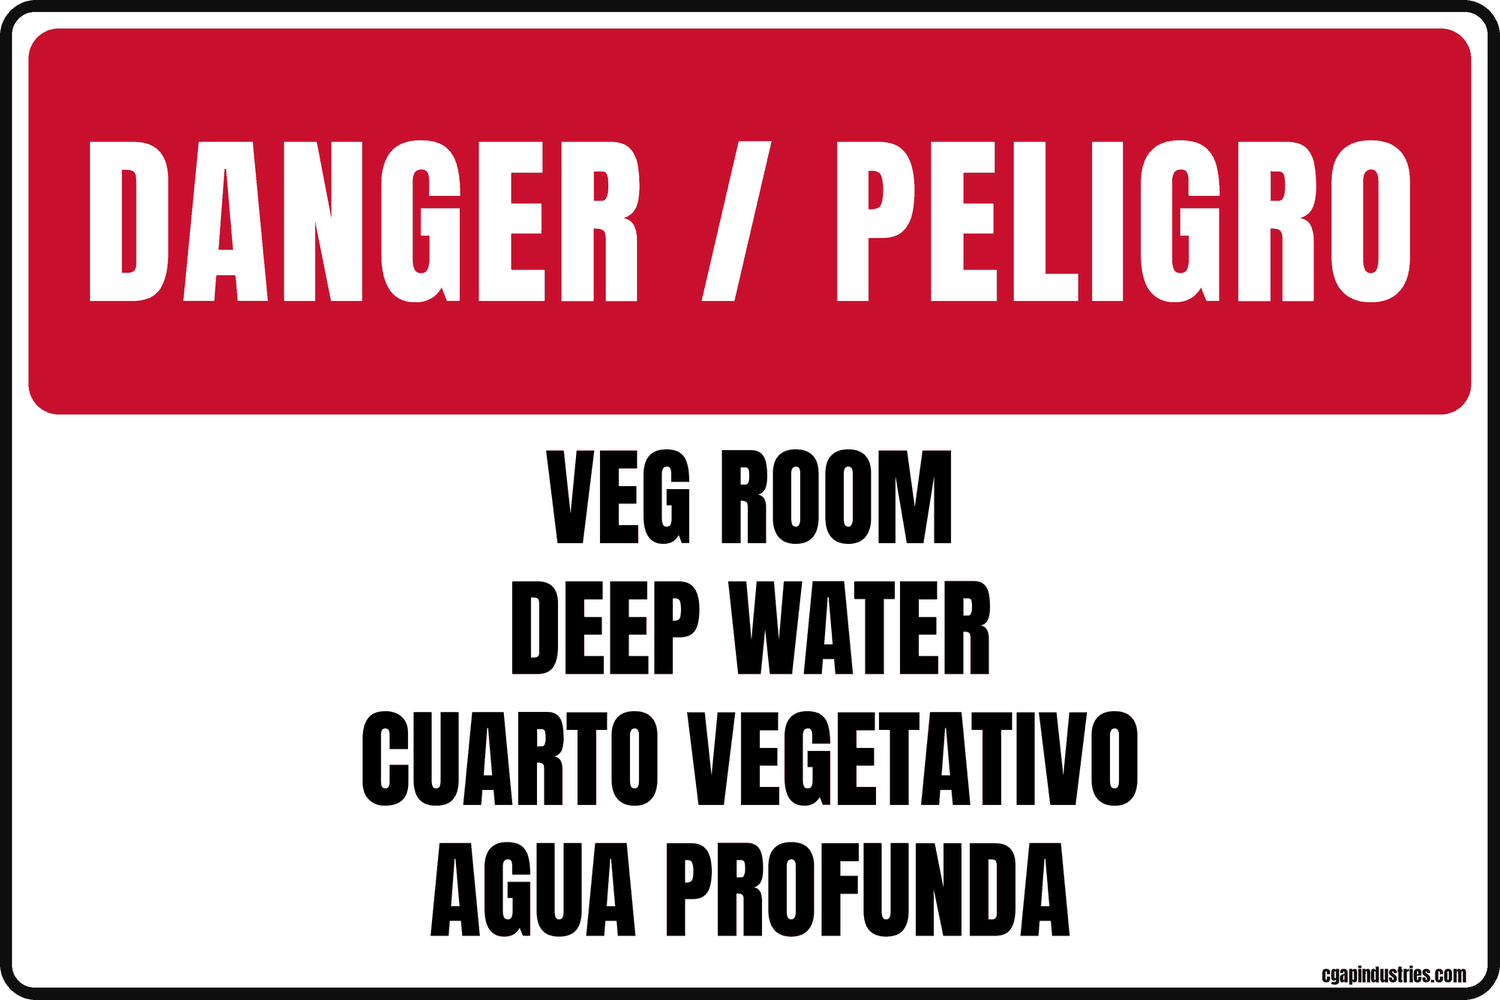 DANGER / PELIGRO
VEG ROOM
DEEP WATER
CUARTO VEGETATIVO
AGUA PROFUNDA
cgapindustries.com